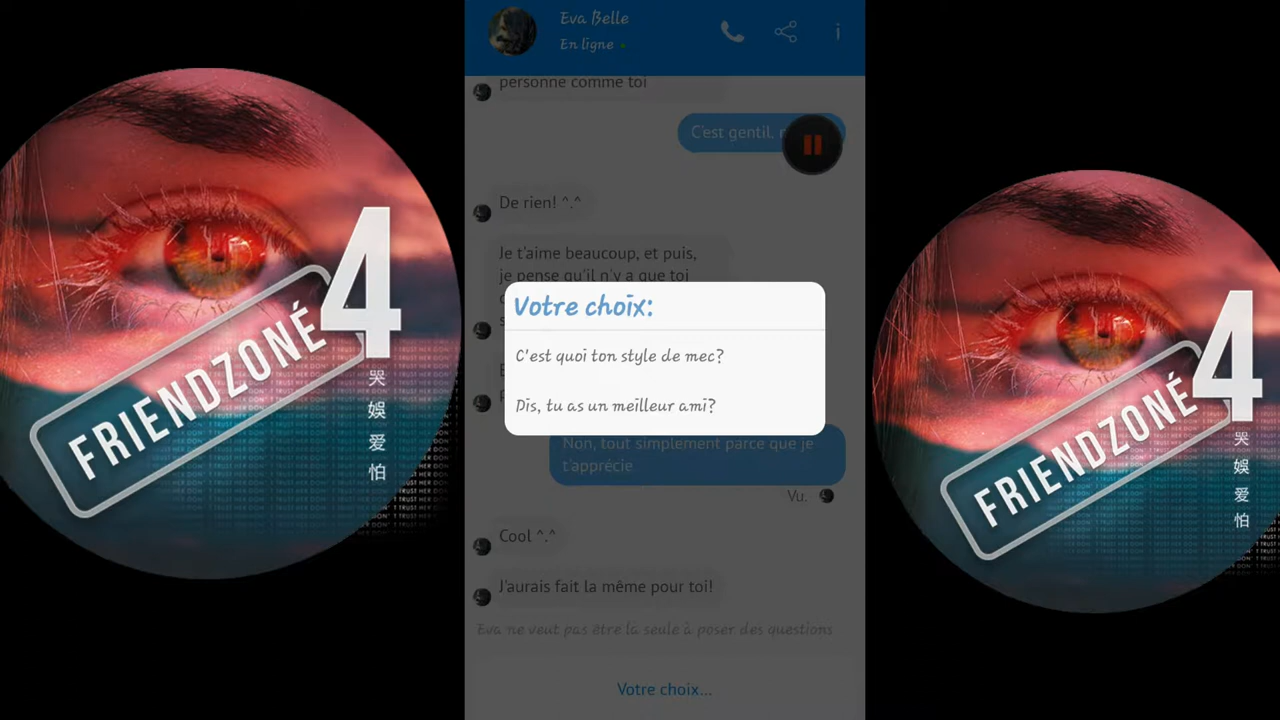 FRIENDZONÉ
4
哭
娱
爱
怕
Eva Belle
En ligne
personne comme toi
C'est gentil,
De rien! ^.^
Je t'aime beaucoup, et puis,
je pense qu'il n'y a que toi
Votre choix:
C'est quoi ton style de mec?
Dis, tu as un meilleur ami?
Non, tout simplement parce que je
t'apprécie
Vu.
Cool ^.^
J'aurais fait la même pour toi!
Eva ne veut pas être la seule à poser des questions
Votre choix...
FRIENDZONÉ
4
哭
娱
爱
怕